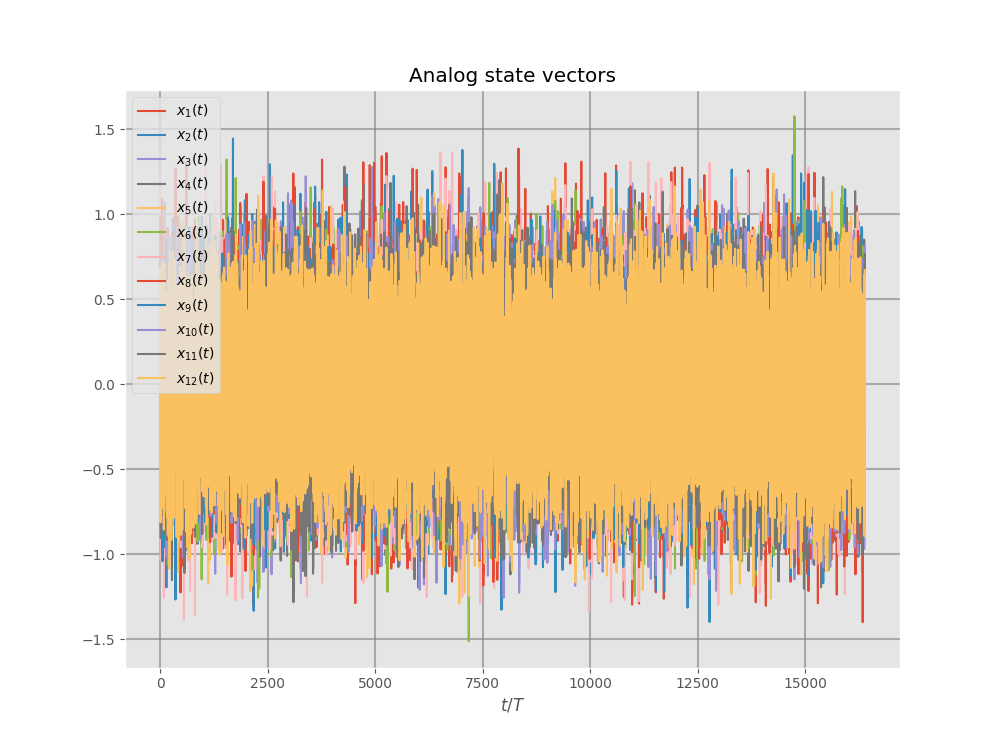 Analog state vectors
x₁(t)
x₂(t)
x₃(t)
x₄(t)
x₅(t)
x₆(t)
x₇(t)
x₈(t)
x₉(t)
x₁₀(t)
x₁₁(t)
x₁₂(t)
1.5
1.0
0.5
0.0
−0.5
−1.0
−1.5
0 2500 5000 7500 10000 12500 15000
t/T